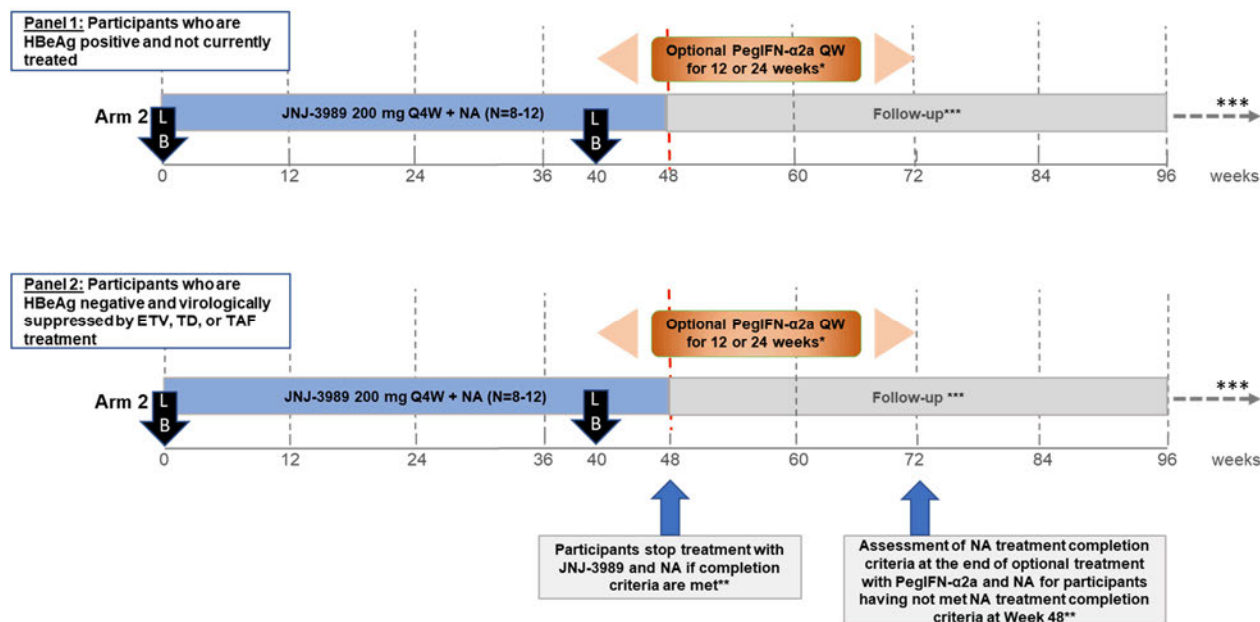 Panel 1: Participants who are
HBeAg positive and not currently
treated
Optional PegIFN-α2a QW
for 12 or 24 weeks*
Arm 2
L
B
JNJ-3989 200 mg Q4W + NA (N=8-12)
L
B
Follow-up***
***
0 12 24 36 40 48 60 72 84 96 weeks
Panel 2: Participants who are
HBeAg negative and virologically
suppressed by ETV, TD, or TAF
treatment
Optional PegIFN-α2a QW
for 12 or 24 weeks*
Arm 2
L
B
JNJ-3989 200 mg Q4W + NA (N=8-12)
L
B
Follow-up ***
***
0 12 24 36 40 48 60 72 84 96 weeks
Participants stop treatment with
JNJ-3989 and NA if completion
criteria are met**
Assessment of NA treatment completion
criteria at the end of optional treatment
with PegIFN-α2a and NA for participants
having not met NA treatment completion
criteria at Week 48**